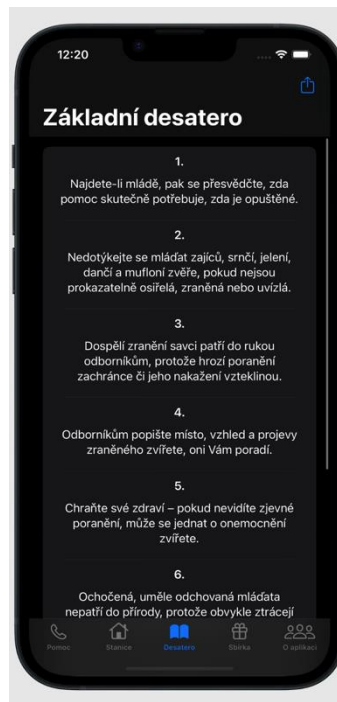 12:20
Základní desatero
1.
Najdete-li mládě, pak se přesvědčte, zda
pomoc skutečně potřebuje, zda je opuštěné.
2.
Nedotýkejte se mláďat zajíců, srnčí, jelení,
dančí a mufloní zvěře, pokud nejsou
prokazatelně osiřelá, zraněná nebo uvízlá.
3.
Dospělí zranění savci patří do rukou
odborníkům, protože hrozí poranění
zachránce či jeho nakažení vzteklinou.
4.
Odborníkům popište místo, vzhled a projevy
zraněného zvířete, oni Vám poradí.
5.
Chraňte své zdraví – pokud nevidíte zjevné
poranění, může se jednat o onemocnění
zvířete.
6.
Ochočená, uměle odchovaná mláďata
nepatří do přírody, protože obvykle ztrácejí
Pomoc Stanice Desatero Sbírka O aplikaci